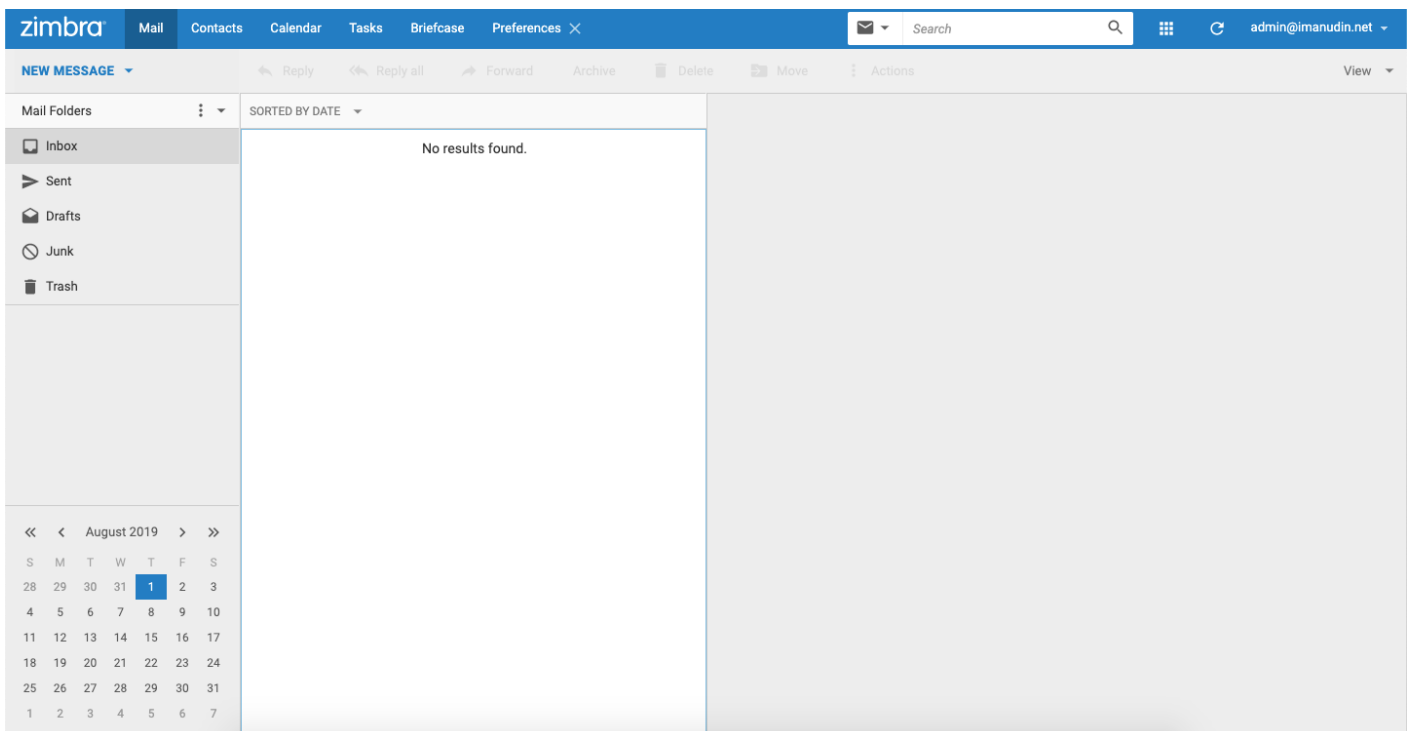 zimbra Mail Contacts Calendar Tasks Briefcase Preferences Search admin@imanudin.net
NEW MESSAGE Reply Reply all Forward Archive Delete Move Actions View
Mail Folders SORTED BY DATE
Inbox No results found.
Sent
Drafts
Junk
Trash
August 2019
S M T W T F S
28 29 30 31 1 2 3
4 5 6 7 8 9 10
11 12 13 14 15 16 17
18 19 20 21 22 23 24
25 26 27 28 29 30 31
1 2 3 4 5 6 7